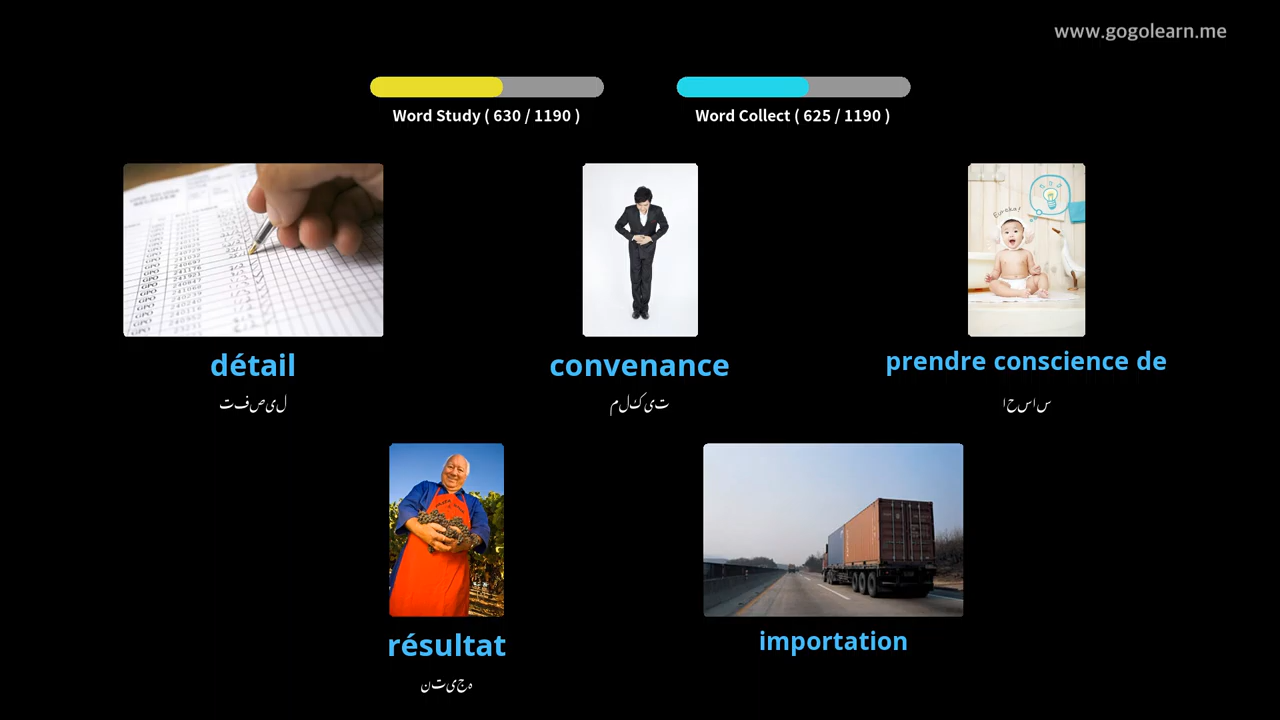 www.gogolearn.me
Word Study ( 630 / 1190 )
Word Collect ( 625 / 1190 )
Eureka!
détail
تفصیل
convenance
ملکیت
prendre conscience de
احساس
résultat
نتیجہ
importation